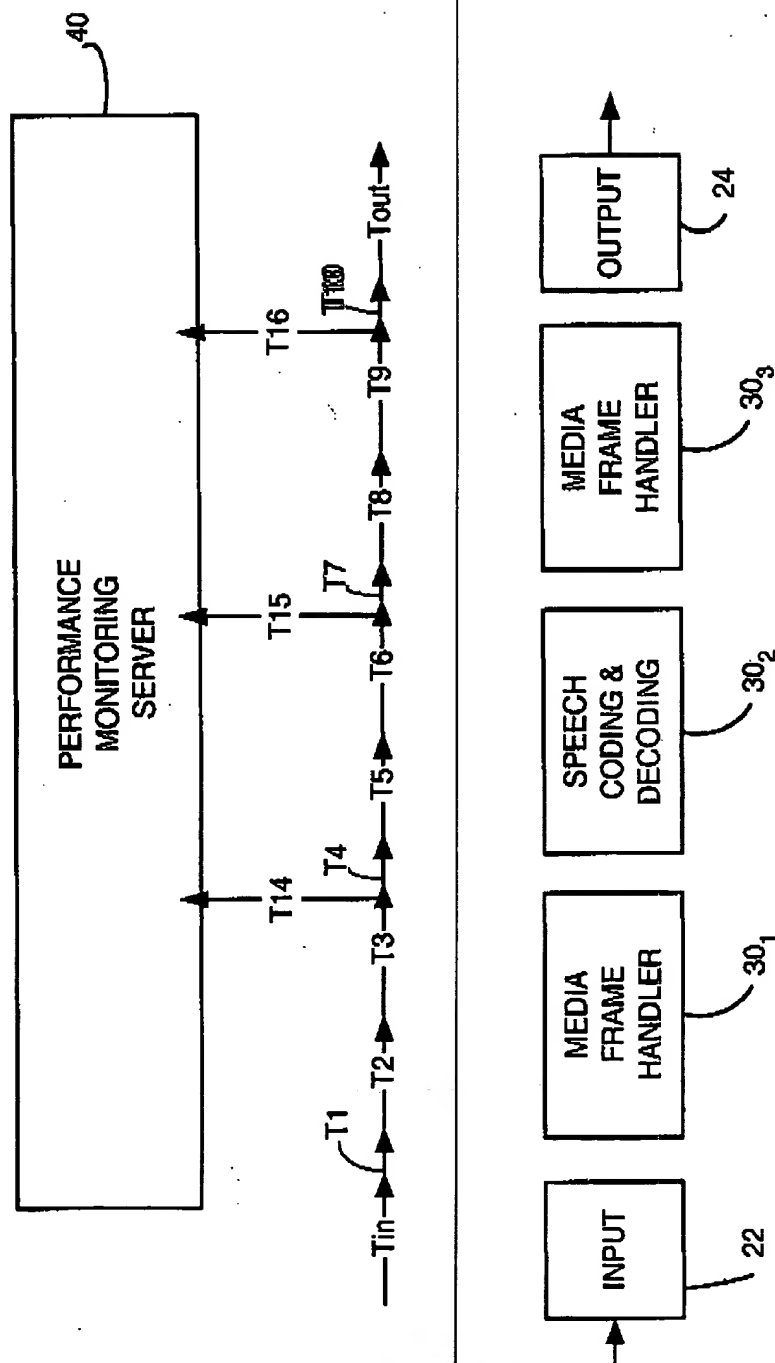 40
PERFORMANCE
MONITORING
SERVER
T14
T15
T16
Tin
T1
T2
T3
T4
T5
T6
T7
T8
T9
Tout
INPUT
22
MEDIA
FRAME
HANDLER
30₁
SPEECH
CODING &
DECODING
30₂
MEDIA
FRAME
HANDLER
30₃
OUTPUT
24